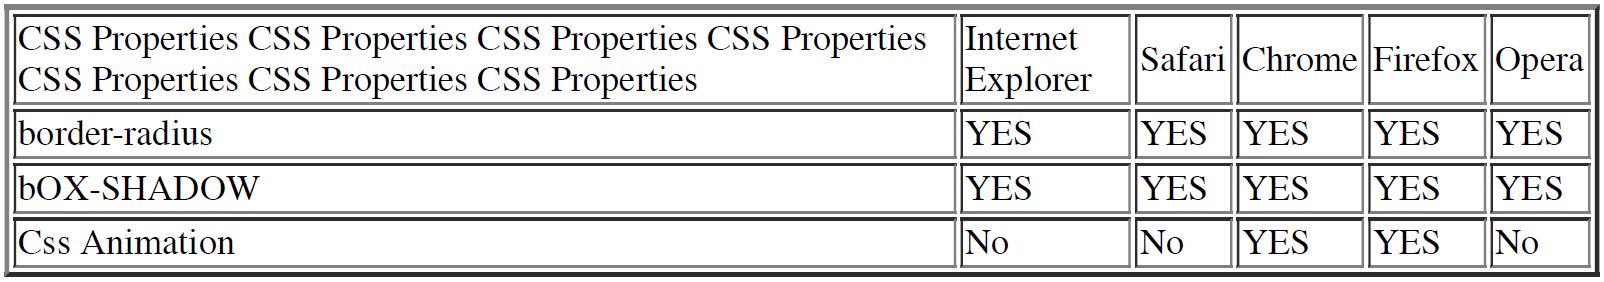 CSS Properties CSS Properties CSS Properties CSS Properties
CSS Properties CSS Properties CSS Properties
Internet
Explorer
Safari
Chrome
Firefox
Opera
border-radius YES YES YES YES YES
bOX-SHADOW YES YES YES YES YES
Css Animation No No YES YES No